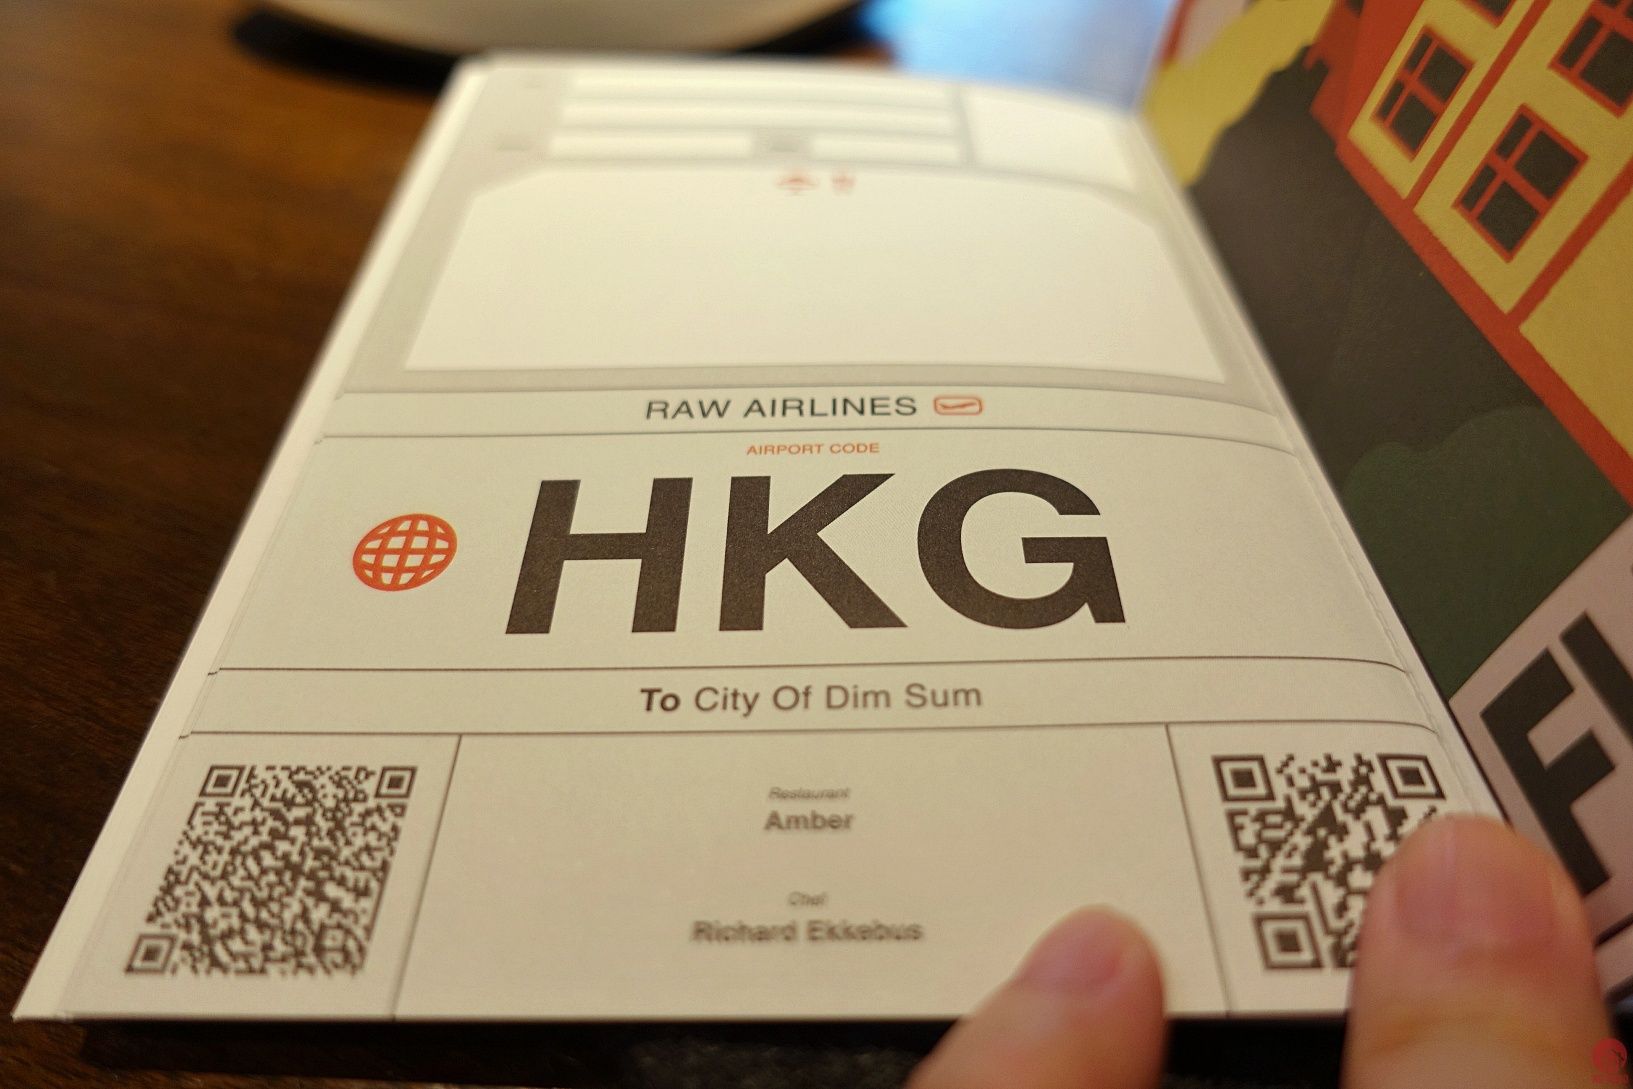 RAW AIRLINES
AIRPORT CODE
HKG
To City Of Dim Sum
Restaurant
Amber
Chef
Richard Ekkebus